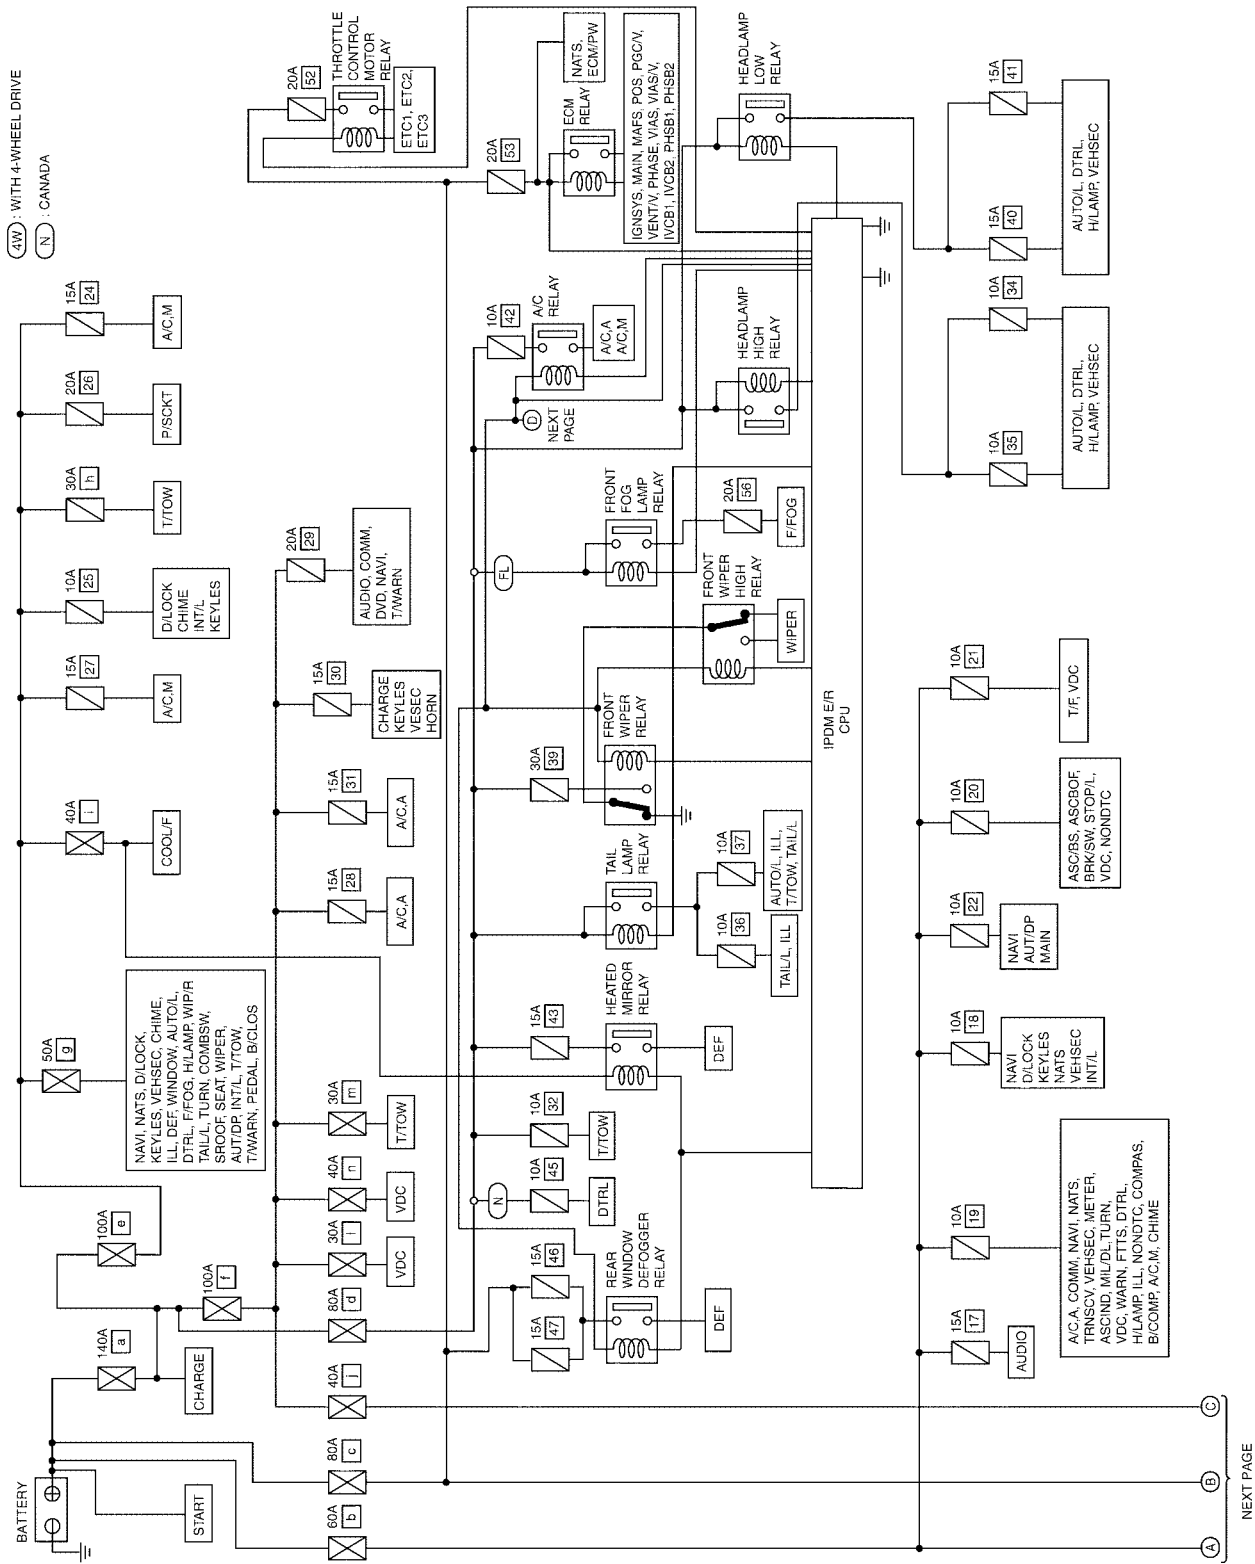 BATTERY
START
CHARGE
140A
a
60A
b
80A
c
40A
j
80A
d
100A
f
100A
e
50A
g
NAVI, NATS, D/LOCK,
KEYLES, VEHSEC, CHIME,
ILL, DEF, WINDOW, AUTO/L,
DTRL, F/FOG, H/LAMP, WIP/R
TAIL/L, TURN, COMBSW,
SROOF, SEAT, WIPER,
AUT/DP, INT/L, T/TOW,
T/WARN, PEDAL, B/CLOS
40A
i
COOL/F
15A
27
A/C,M
10A
25
D/LOCK
CHIME
INT/L
KEYLES
30A
h
T/TOW
20A
26
P/SCKT
15A
24
A/C,M
4W : WITH 4-WHEEL DRIVE
N : CANADA
30A
l
VDC
40A
n
VDC
30A
m
T/TOW
15A
28
A/C,A
15A
31
A/C,A
15A
30
CHARGE
KEYLES
VESEC
HORN
20A
29
AUDIO, COMM,
DVD, NAVI,
T/WARN
20A
52
THROTTLE
CONTROL
MOTOR
RELAY
ETC1, ETC2,
ETC3
15A
47
15A
46
REAR
WINDOW
DEFOGGER
RELAY
DEF
N
10A
45
DTRL
10A
32
T/TOW
15A
43
HEATED
MIRROR
RELAY
DEF
TAIL
LAMP
RELAY
10A
36
TAIL/L, ILL
10A
37
AUTO/L, ILL,
T/TOW, TAIL/L
30A
39
FRONT
WIPER
RELAY
FRONT
WIPER
HIGH
RELAY
WIPER
FL
FRONT
FOG
LAMP
RELAY
20A
56
F/FOG
D
NEXT
PAGE
10A
42
A/C
RELAY
A/C,A
A/C,M
20A
53
NATS,
ECM/PW
ECM
RELAY
IGNSYS, MAIN, MAFS, POS, PGC/V,
VENT/V, PHASE, VIAS, VIAS/V,
IVCB1, IVCB2, PHSB1, PHSB2
HEADLAMP
HIGH
RELAY
HEADLAMP
LOW
RELAY
IPDM E/R
CPU
15A
17
AUDIO
10A
19
A/C,A, COMM, NAVI, NATS,
TRNSCV, VEHSEC, METER,
ASCIND, MIL/DL, TURN,
VDC, WARN, FTTS, DTRL,
H/LAMP, ILL, NONDTC, COMPAS,
B/COMP, A/C,M, CHIME
10A
18
NAVI
D/LOCK
KEYLES
NATS
VEHSEC
INT/L
10A
22
NAVI
AUT/DP
MAIN
10A
20
ASC/BS, ASCBOF,
BRK/SW, STOP/L,
VDC, NONDTC
10A
21
T/F, VDC
10A
35
10A
34
AUTO/L, DTRL,
H/LAMP, VEHSEC
15A
40
15A
41
AUTO/L, DTRL,
H/LAMP, VEHSEC
A
B
C
NEXT PAGE